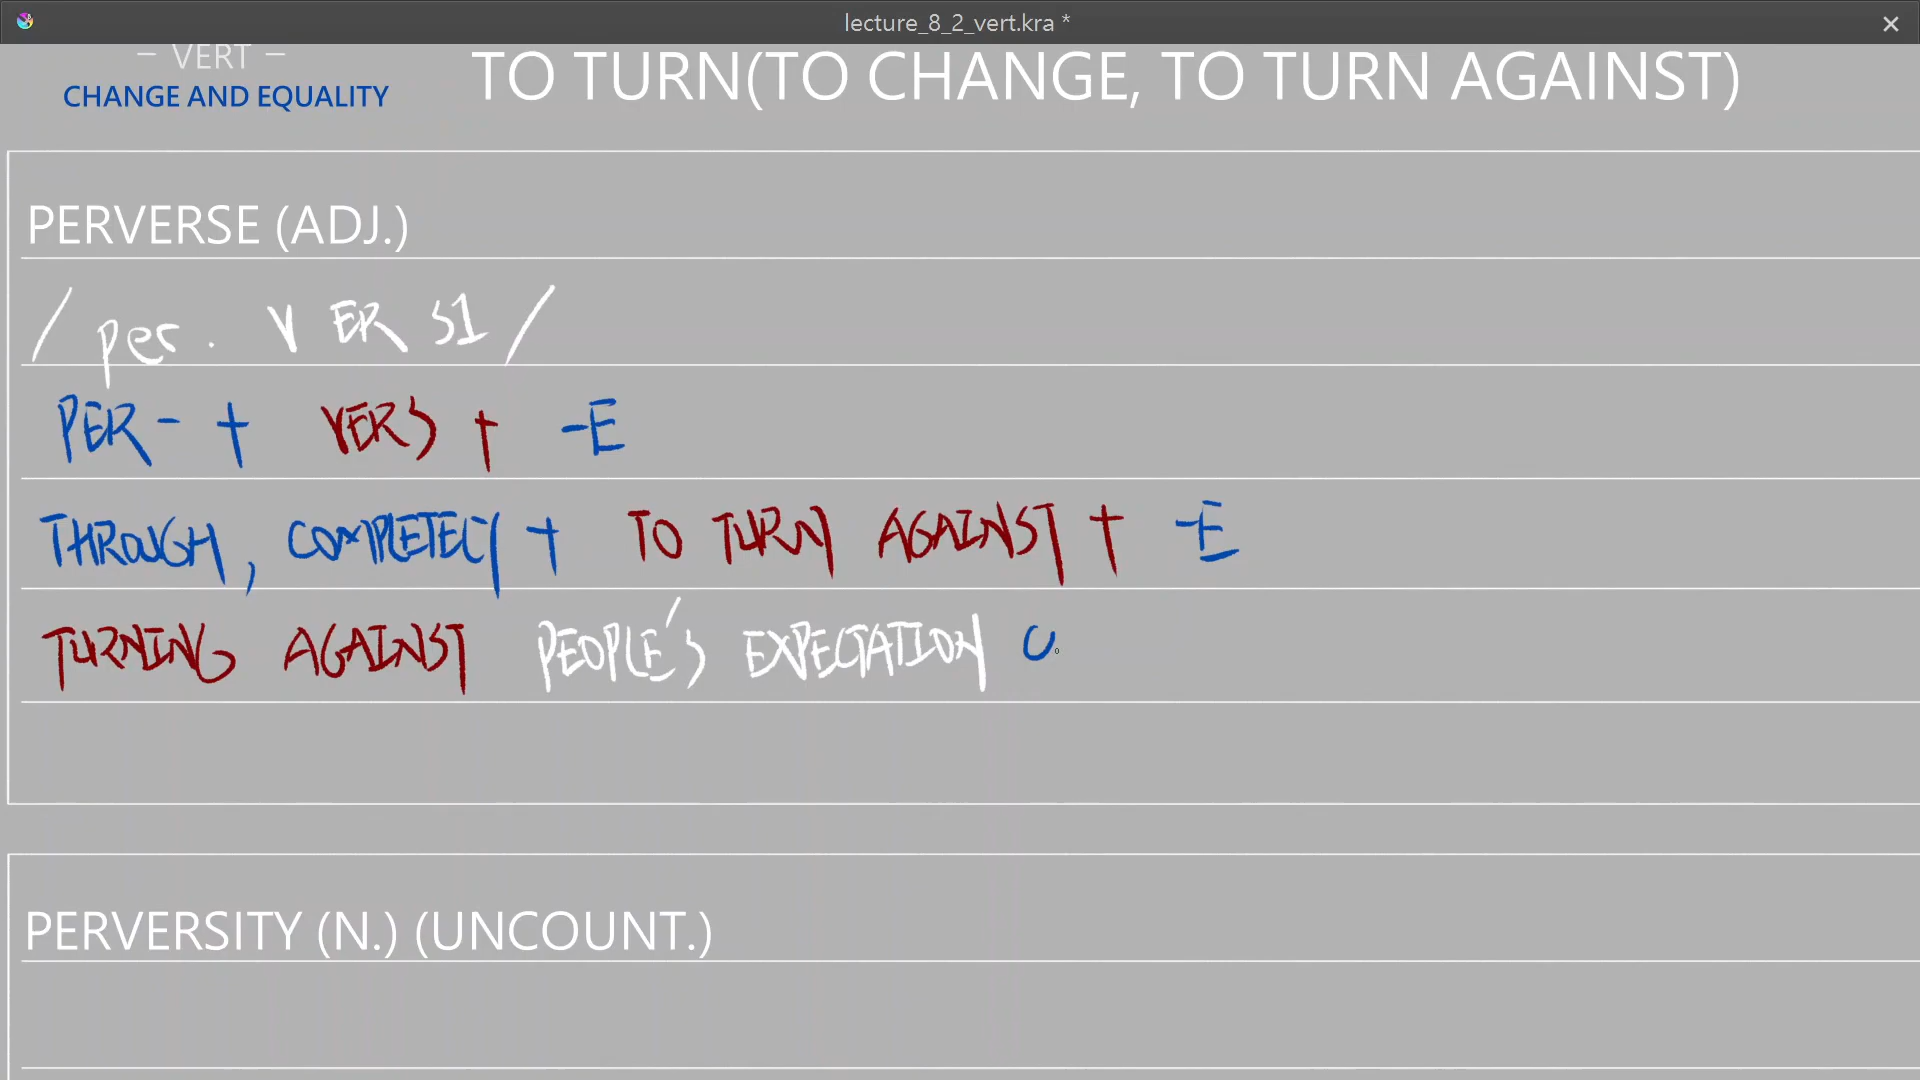 lecture_8_2_vert.kra *
– VERT –
CHANGE AND EQUALITY
TO TURN(TO CHANGE, TO TURN AGAINST)
PERVERSE (ADJ.)
/ per. VER S1 /
PER- + VERS + -E
THROUGH, COMPLETELY + TO TURN AGAINST + -E
TURNING AGAINST PEOPLE'S EXPECTATION
PERVERSITY (N.) (UNCOUNT.)